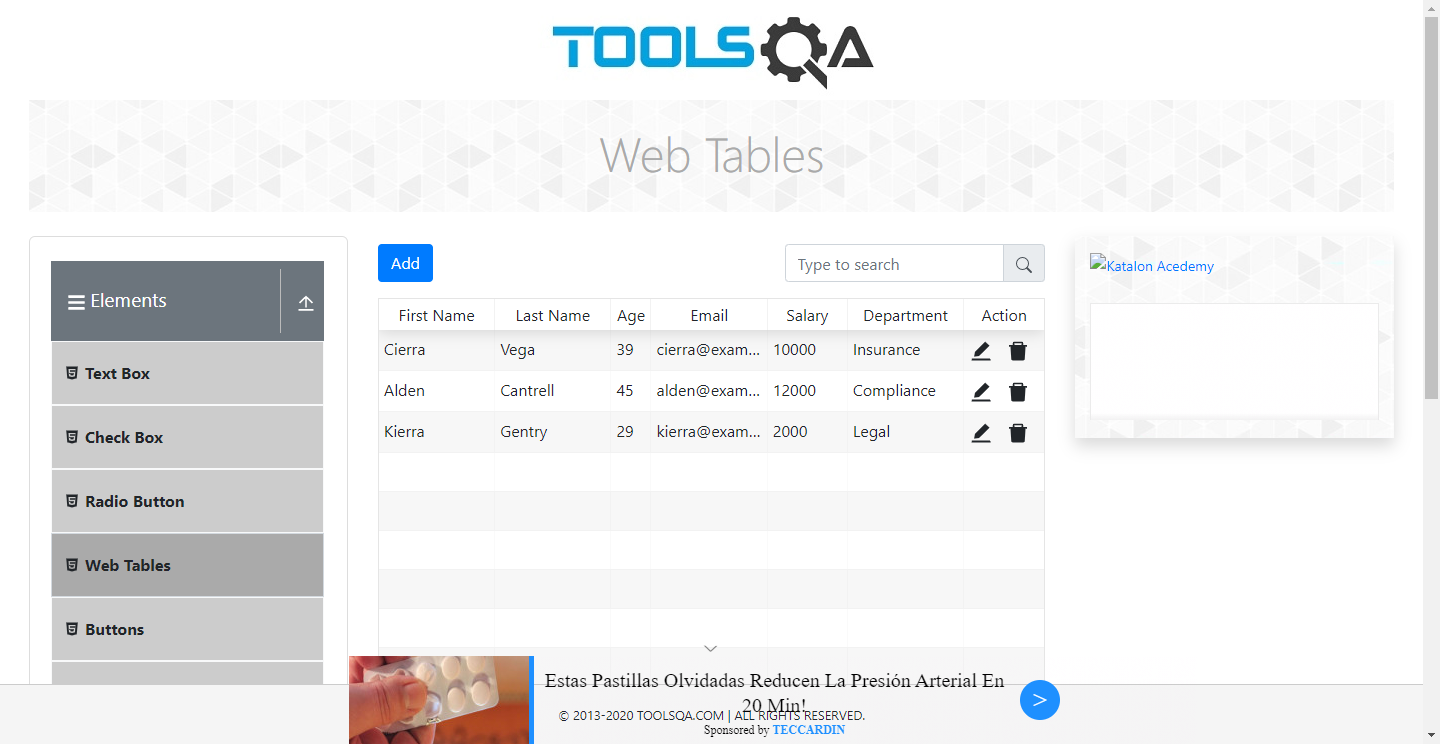 TOOLSQA
Web Tables
Elements
Text Box
Check Box
Radio Button
Web Tables
Buttons
Add
Type to search
First Name Last Name Age Email Salary Department Action
Cierra Vega 39 cierra@exam... 10000 Insurance
Alden Cantrell 45 alden@exam... 12000 Compliance
Kierra Gentry 29 kierra@exam... 2000 Legal
Katalon Acedemy
Estas Pastillas Olvidadas Reducen La Presión Arterial En
20 Min!
>
© 2013-2020 TOOLSQA.COM | ALL RIGHTS RESERVED.
Sponsored by TECCARDIN